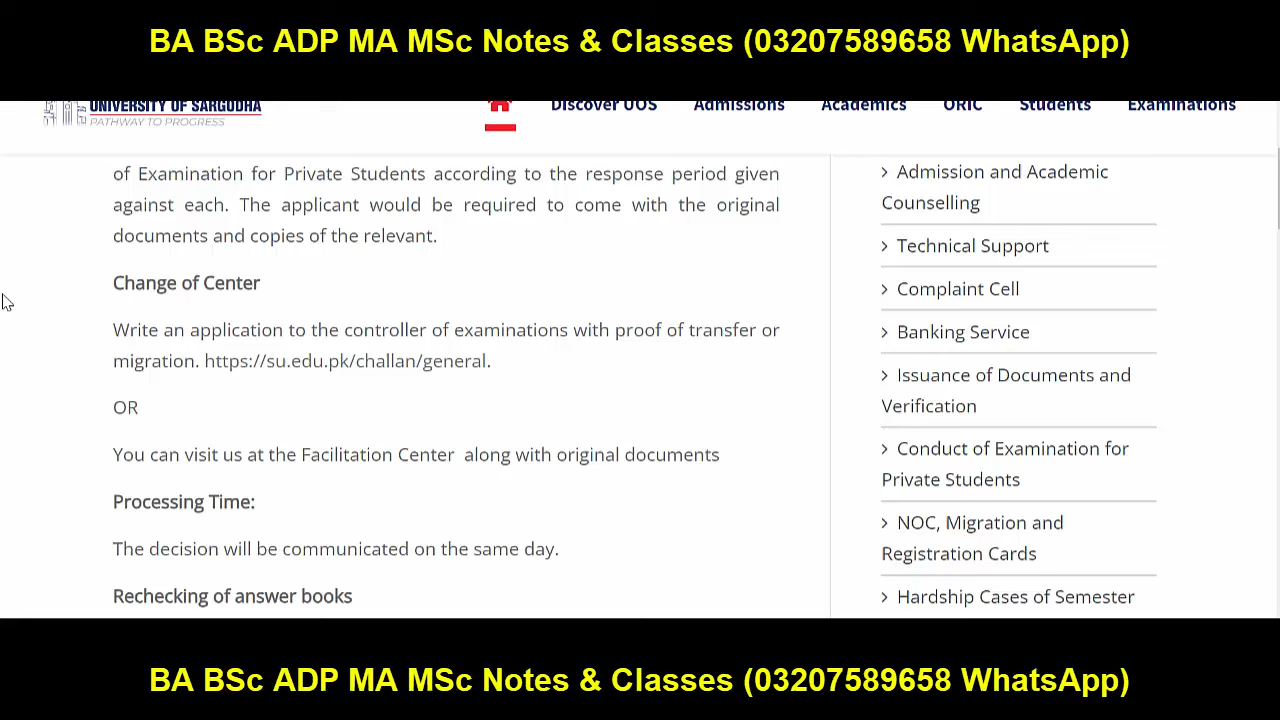 BA BSc ADP MA MSc Notes & Classes (03207589658 WhatsApp)
UNIVERSITY OF SARGODHA
PATHWAY TO PROGRESS
Discover UOS Admissions Academics ORIC Students Examinations
of Examination for Private Students according to the response period given
against each. The applicant would be required to come with the original
documents and copies of the relevant.
Change of Center
Write an application to the controller of examinations with proof of transfer or
migration. https://su.edu.pk/challan/general.
OR
You can visit us at the Facilitation Center along with original documents
Processing Time:
The decision will be communicated on the same day.
Rechecking of answer books
Admission and Academic
Counselling
Technical Support
Complaint Cell
Banking Service
Issuance of Documents and
Verification
Conduct of Examination for
Private Students
NOC, Migration and
Registration Cards
Hardship Cases of Semester
BA BSc ADP MA MSc Notes & Classes (03207589658 WhatsApp)